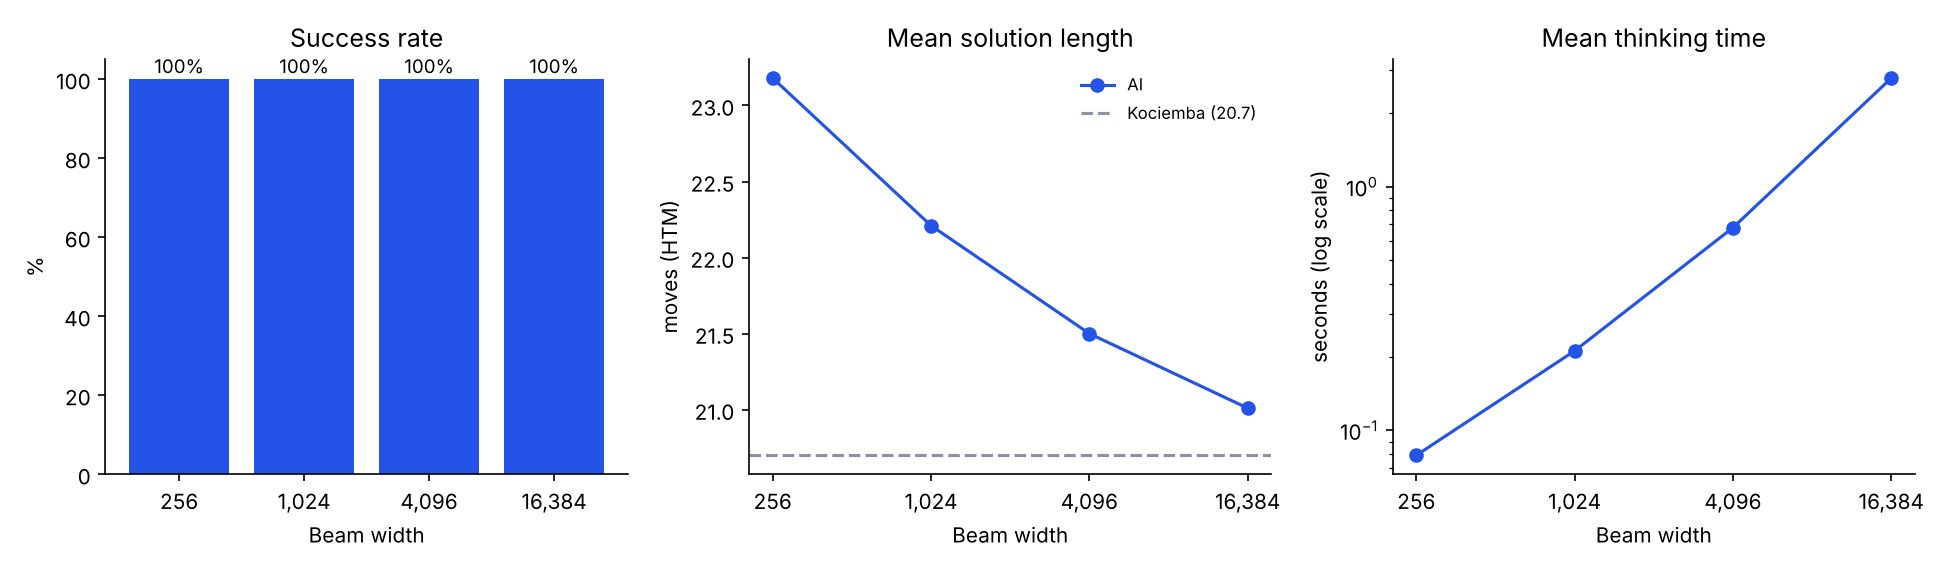 Success rate
100% 100% 100% 100%
100
80
60
40
20
0
%
256 1,024 4,096 16,384
Beam width
Mean solution length
AI
Kociemba (20.7)
23.0
22.5
22.0
21.5
21.0
moves (HTM)
256 1,024 4,096 16,384
Beam width
Mean thinking time
10⁰
10⁻¹
seconds (log scale)
256 1,024 4,096 16,384
Beam width